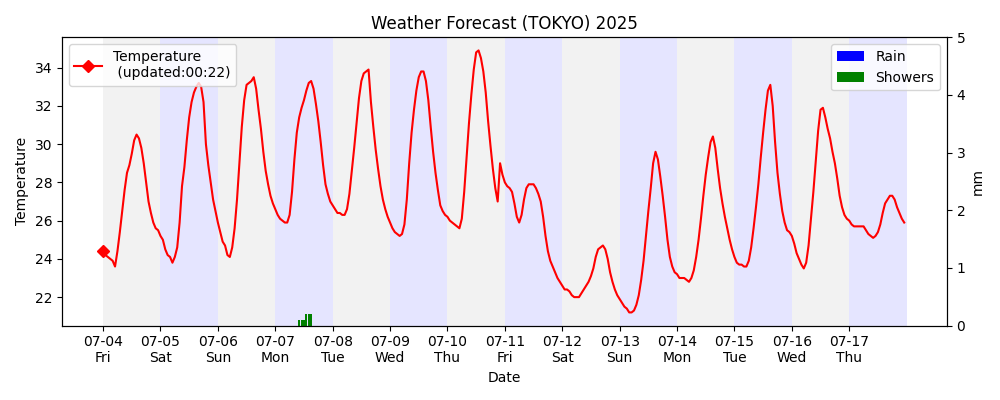 Weather Forecast (TOKYO) 2025
Temperature
(updated:00:22)
Rain
Showers
Temperature
34
32
30
28
26
24
22
5
4
3
2
1
0
mm
07-04 07-05 07-06 07-07 07-08 07-09 07-10 07-11 07-12 07-13 07-14 07-15 07-16 07-17
Fri Sat Sun Mon Tue Wed Thu Fri Sat Sun Mon Tue Wed Thu
Date